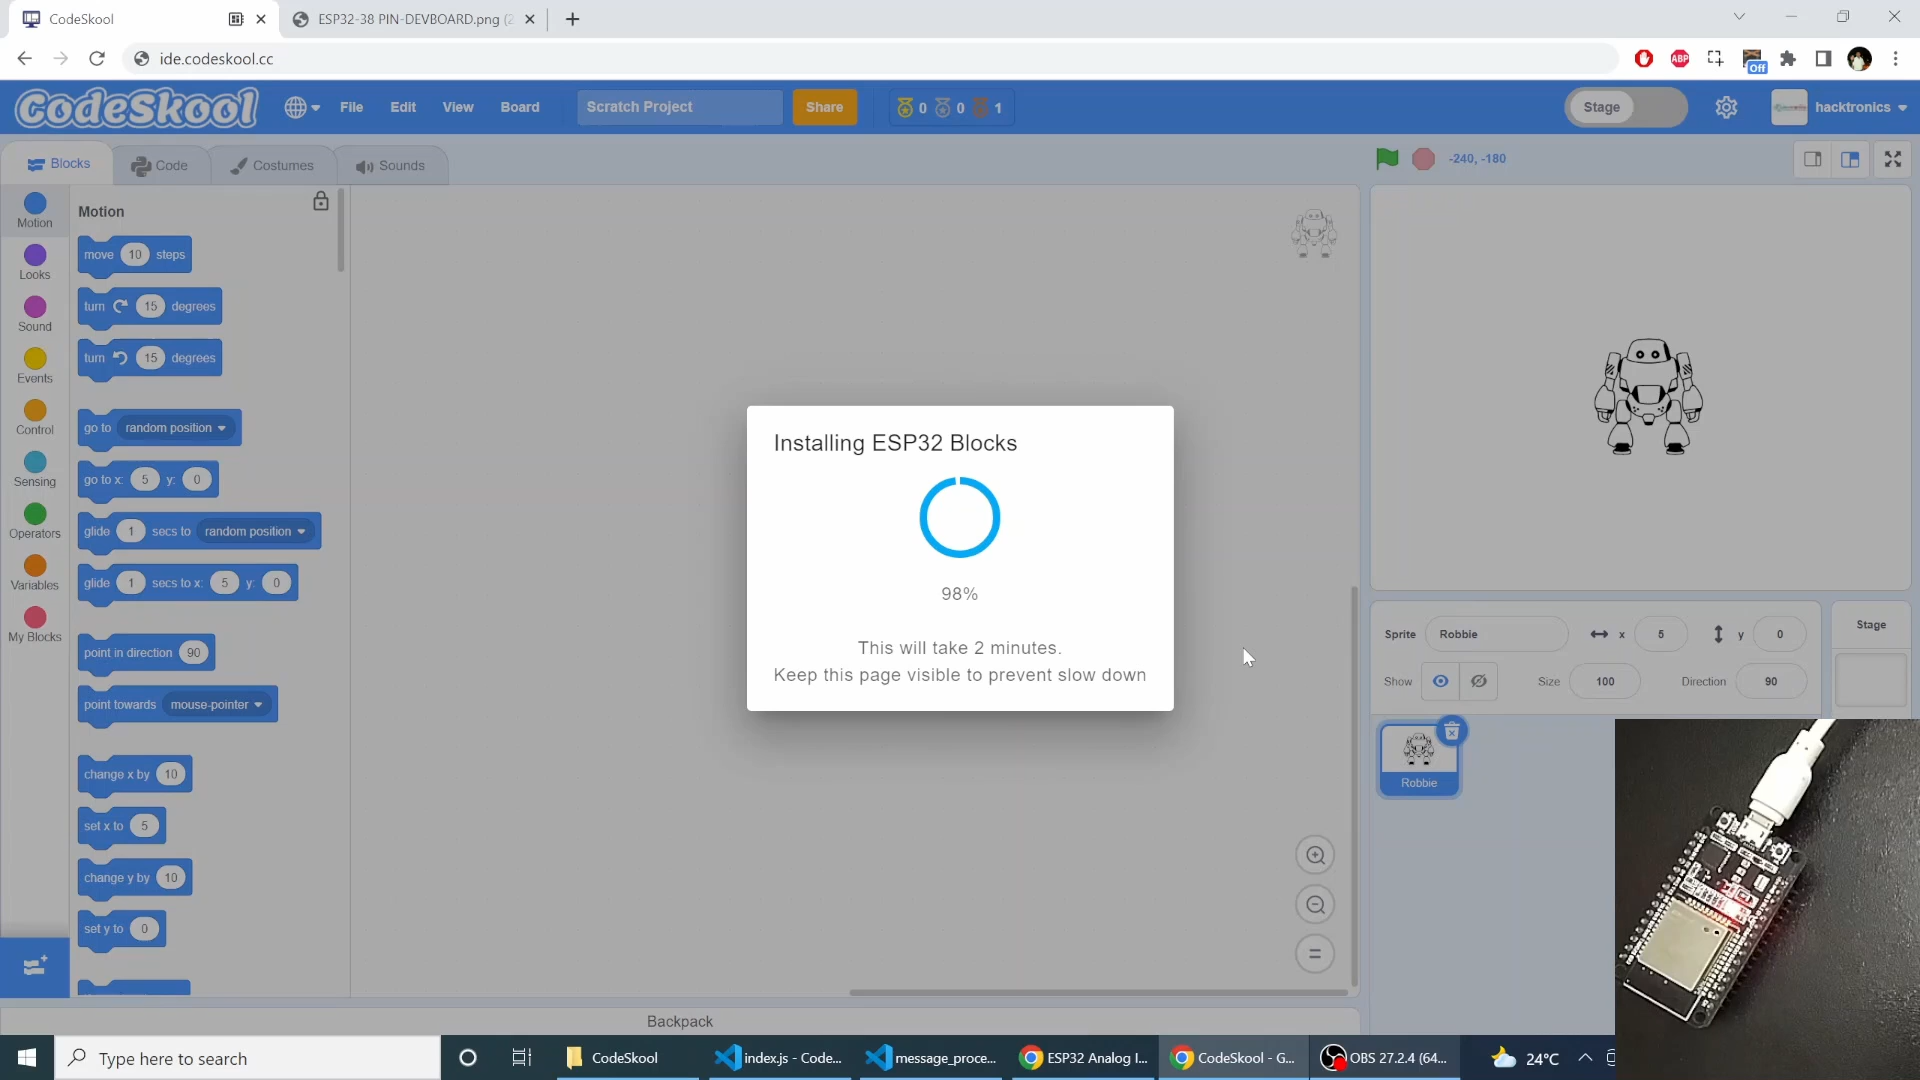 CodeSkool
ESP32-38 PIN-DEVBOARD.png (2
ide.codeskool.cc
ABP
Off
CodeSkool
File
Edit
View
Board
Scratch Project
Share
0
0
1
Stage
hacktronics
Blocks
Code
Costumes
Sounds
-240, -180
Motion
Looks
Sound
Events
Control
Sensing
Operators
Variables
My Blocks
Motion
move 10 steps
turn 15 degrees
turn 15 degrees
go to random position
go to x: 5 y: 0
glide 1 secs to random position
glide 1 secs to x: 5 y: 0
point in direction 90
point towards mouse-pointer
change x by 10
set x to 5
change y by 10
set y to 0
Installing ESP32 Blocks
98%
This will take 2 minutes.
Keep this page visible to prevent slow down
Sprite Robbie x 5 y 0
Show Size 100 Direction 90
Robbie
Stage
Backpack
Type here to search
CodeSkool
index.js - Code...
message_proce...
ESP32 Analog I...
CodeSkool - G...
OBS 27.2.4 (64...
24°C